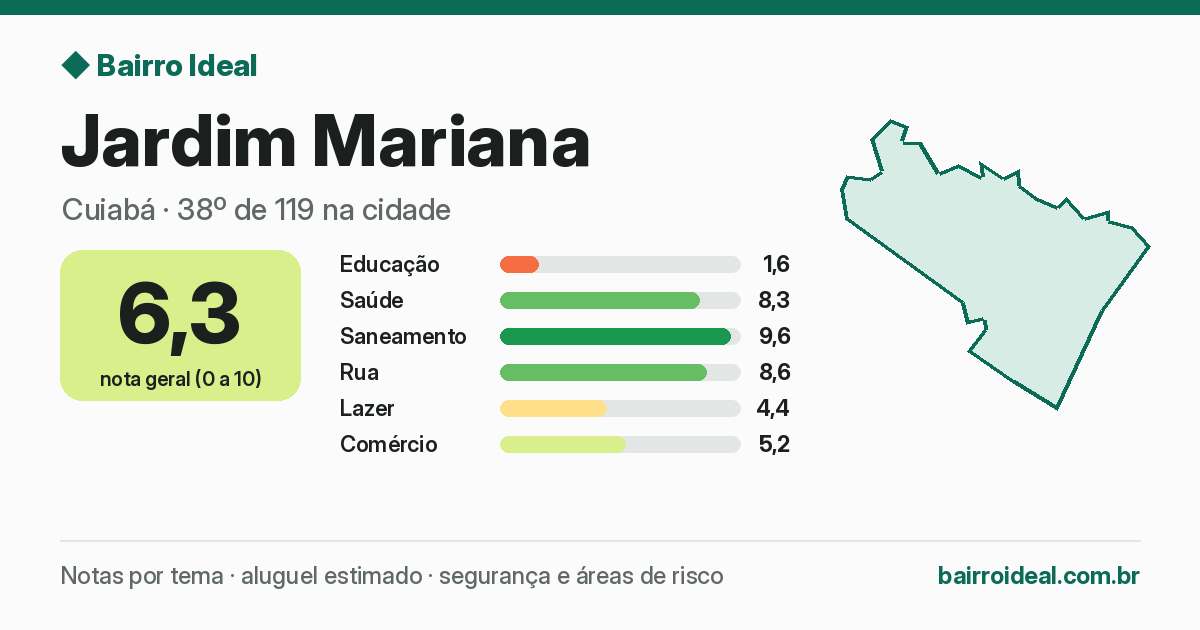 Bairro Ideal
Jardim Mariana
Cuiabá · 38º de 119 na cidade
6,3
nota geral (0 a 10)
Educação 1,6
Saúde 8,3
Saneamento 9,6
Rua 8,6
Lazer 4,4
Comércio 5,2
Notas por tema · aluguel estimado · segurança e áreas de risco
bairroideal.com.br